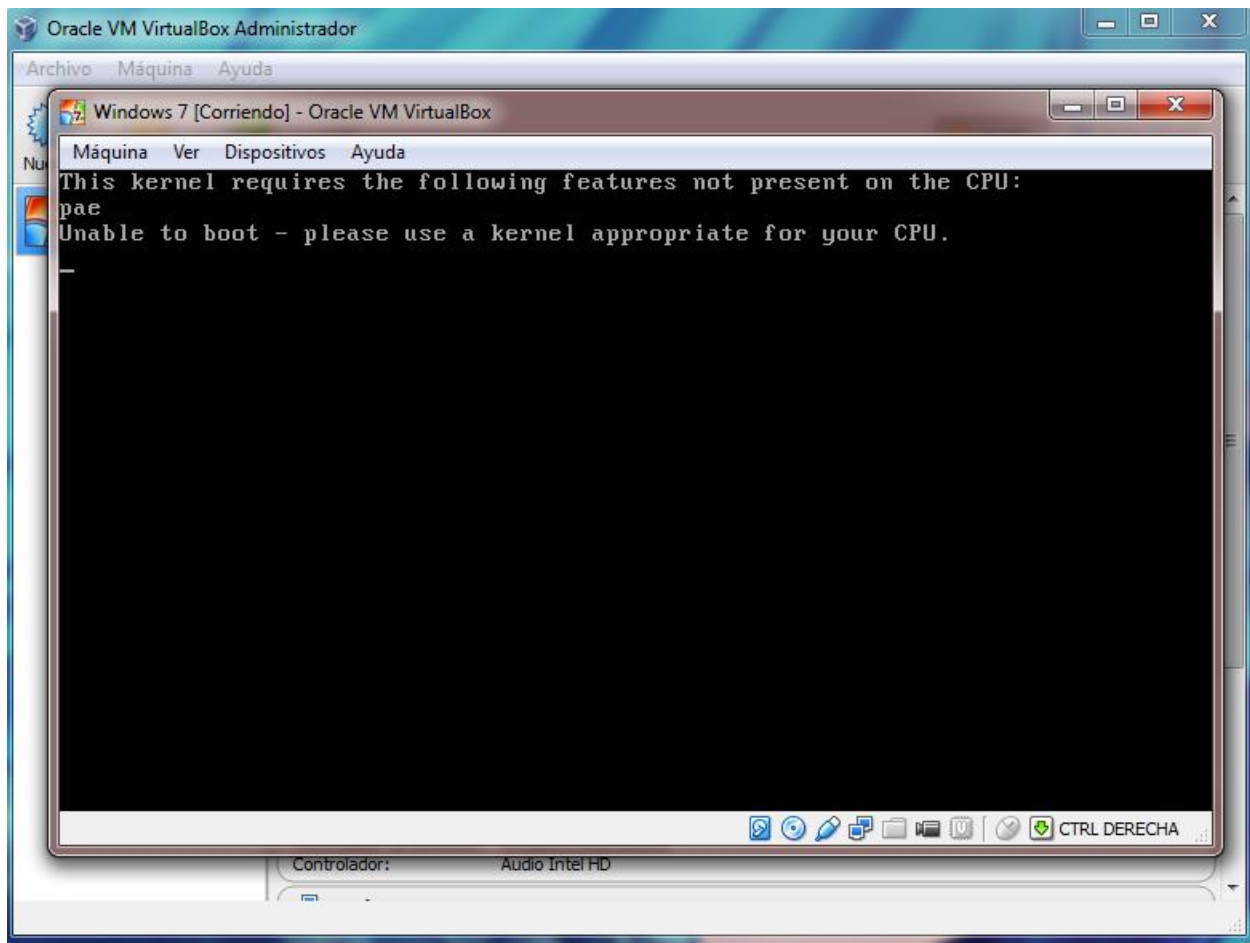 Oracle VM VirtualBox Administrador
Archivo Máquina Ayuda
Windows 7 [Corriendo] - Oracle VM VirtualBox
Máquina Ver Dispositivos Ayuda
This kernel requires the following features not present on the CPU:
pae
Unable to boot - please use a kernel appropriate for your CPU.
CTRL DERECHA
Controlador: Audio Intel HD